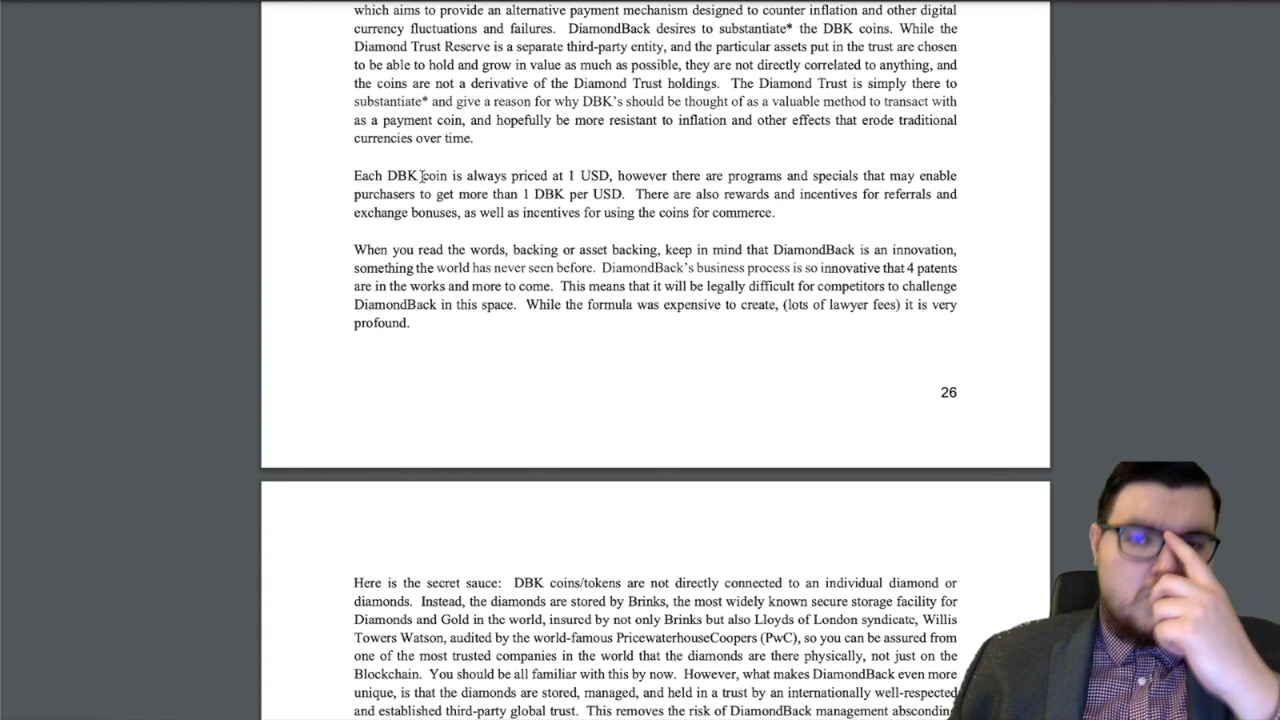 which aims to provide an alternative payment mechanism designed to counter inflation and other digital
currency fluctuations and failures.  DiamondBack desires to substantiate* the DBK coins. While the
Diamond Trust Reserve is a separate third-party entity, and the particular assets put in the trust are chosen
to be able to hold and grow in value as much as possible, they are not directly correlated to anything, and
the coins are not a derivative of the Diamond Trust holdings.  The Diamond Trust is simply there to
substantiate* and give a reason for why DBK's should be thought of as a valuable method to transact with
as a payment coin, and hopefully be more resistant to inflation and other effects that erode traditional
currencies over time.
Each DBK coin is always priced at 1 USD, however there are programs and specials that may enable
purchasers to get more than 1 DBK per USD.  There are also rewards and incentives for referrals and
exchange bonuses, as well as incentives for using the coins for commerce.
When you read the words, backing or asset backing, keep in mind that DiamondBack is an innovation,
something the world has never seen before.  DiamondBack's business process is so innovative that 4 patents
are in the works and more to come.  This means that it will be legally difficult for competitors to challenge
DiamondBack in this space.  While the formula was expensive to create, (lots of lawyer fees) it is very
profound.
26
Here is the secret sauce:  DBK coins/tokens are not directly connected to an individual diamond or
diamonds.  Instead, the diamonds are stored by Brinks, the most widely known secure storage facility for
Diamonds and Gold in the world, insured by not only Brinks but also Lloyds of London syndicate, Willis
Towers Watson, audited by the world-famous PricewaterhouseCoopers (PwC), so you can be assured from
one of the most trusted companies in the world that the diamonds are there physically, not just on the
Blockchain.  You should be all familiar with this by now.  However, what makes DiamondBack even more
unique, is that the diamonds are stored, managed, and held in a trust by an internationally well-respected
and established third-party global trust.  This removes the risk of DiamondBack management absconding